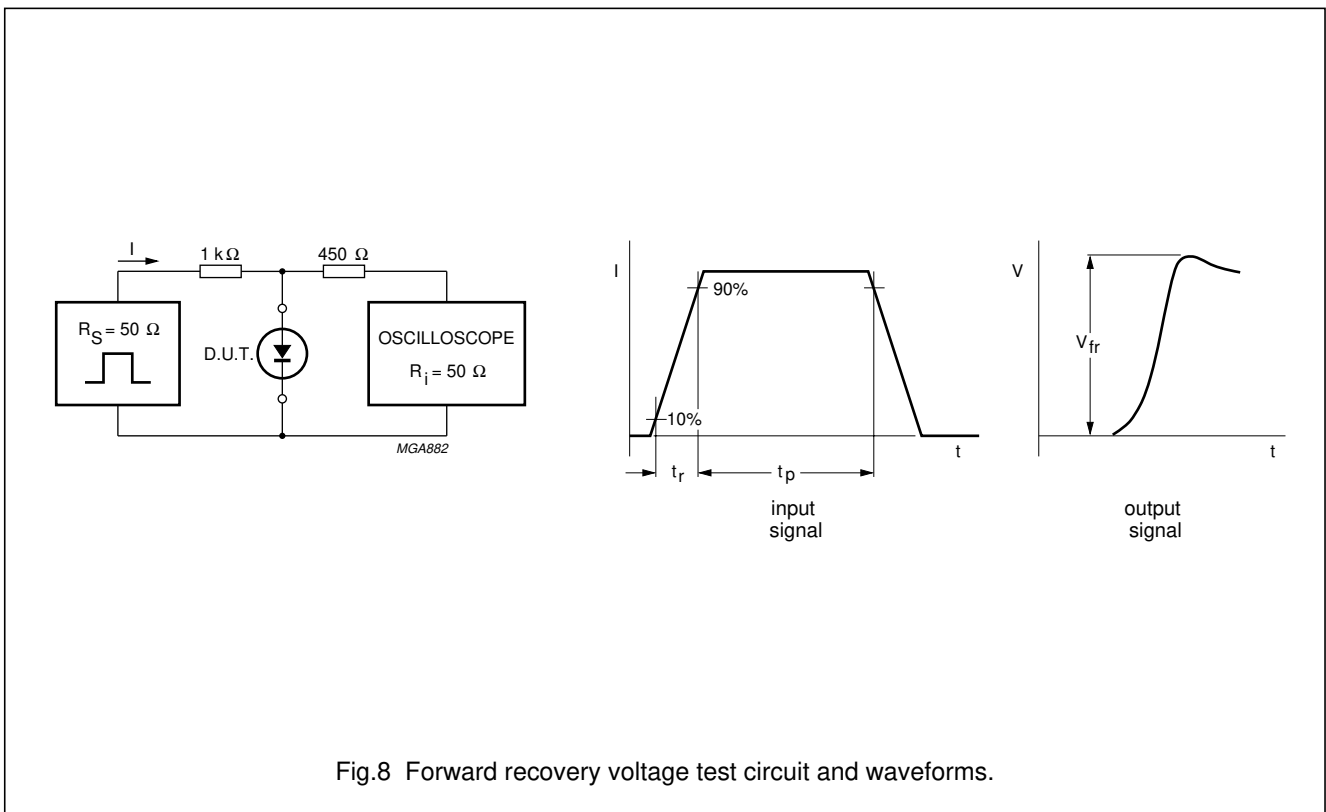 I
1 kΩ
450 Ω
R_S = 50 Ω
D.U.T.
OSCILLOSCOPE
R_i = 50 Ω
MGA882
I
90%
10%
t
t_r
t_p
input
signal
V
V_fr
t
output
signal
Fig.8 Forward recovery voltage test circuit and waveforms.